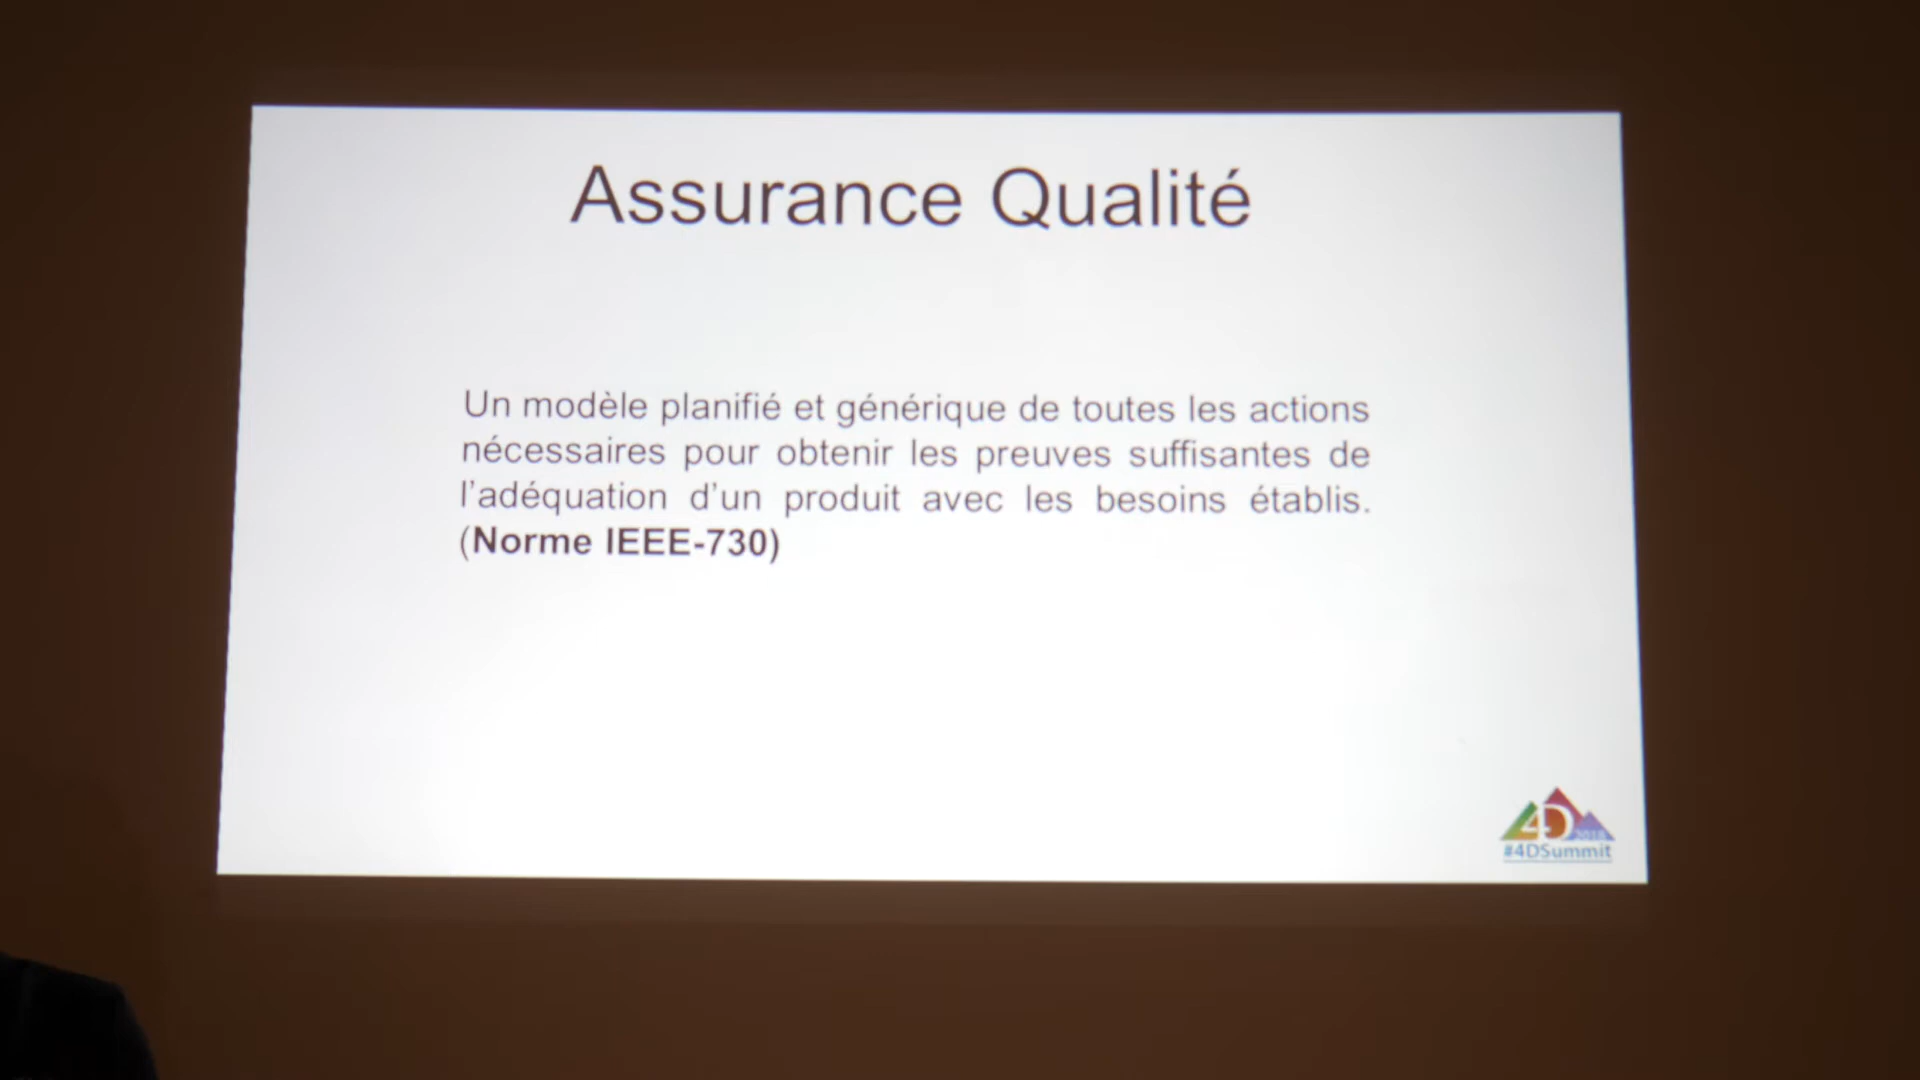 Assurance Qualité
Un modèle planifié et générique de toutes les actions
nécessaires pour obtenir les preuves suffisantes de
l’adéquation d’un produit avec les besoins établis.
(Norme IEEE-730)
4D
2018
#4DSummit